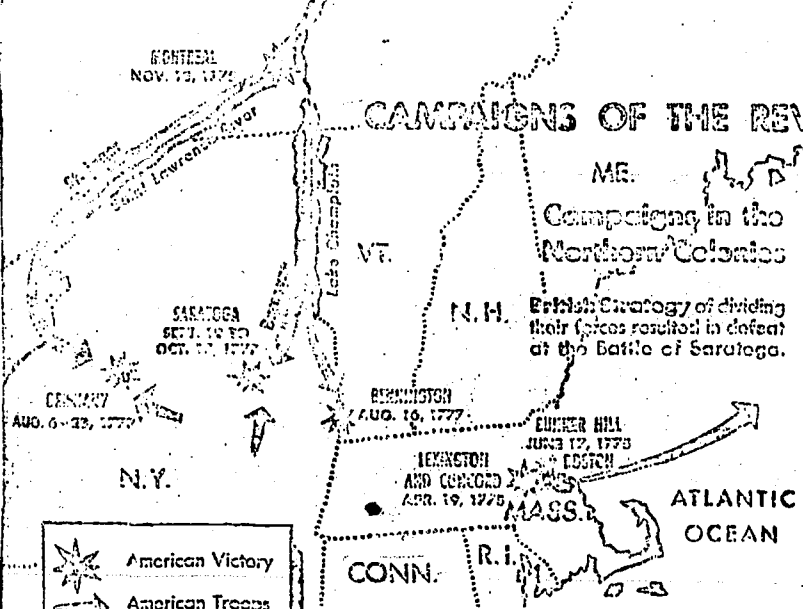 MONTREAL
NOV. 13, 1775
CAMPAIGNS OF THE REV
Saint Lawrence River
ME.
Campaigns in the
Northern Colonies
Lake Champlain
VT.
N.H.
British Strategy of dividing
their forces resulted in defeat
at the Battle of Saratoga.
SARATOGA
SEPT. 19 TO
OCT. 17, 1777
BENNINGTON
AUG. 16, 1777
AUG. 6-23, 1777
BUNKER HILL
JUNE 17, 1775
BOSTON
LEXINGTON
AND CONCORD
APR. 19, 1775
N.Y.
MASS.
ATLANTIC
OCEAN
CONN.
R.I.
American Victory
American Troops